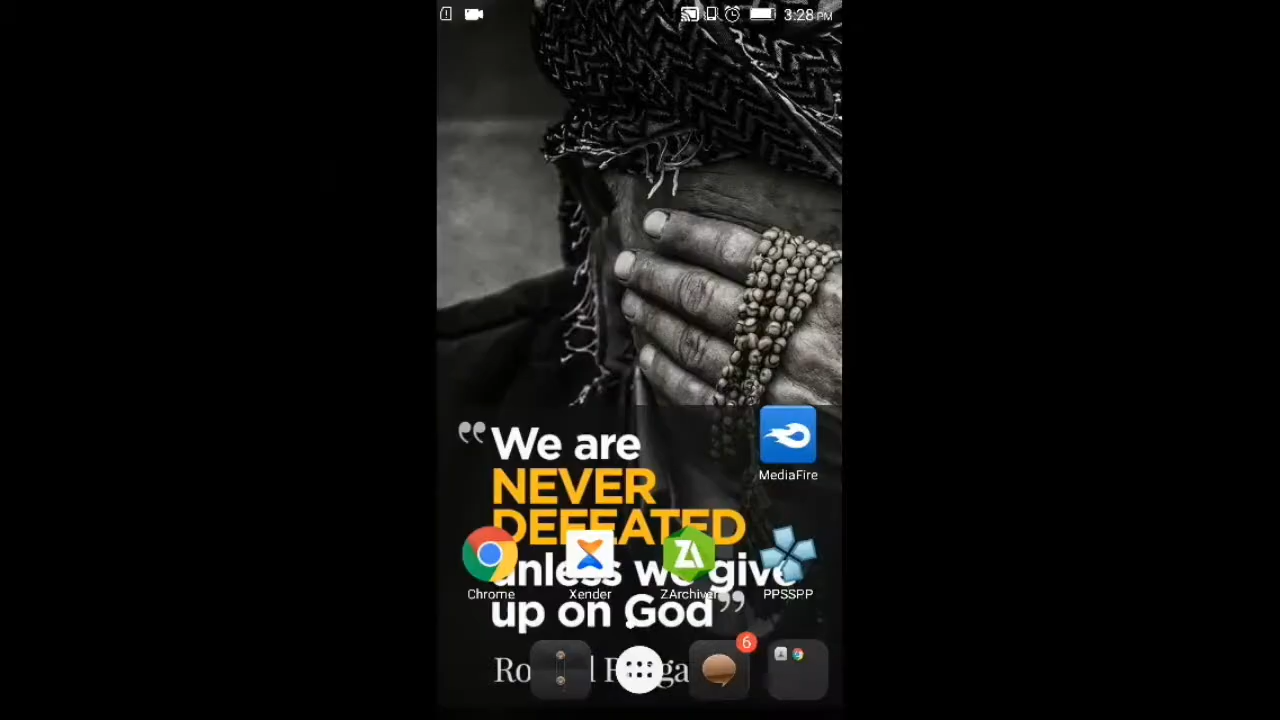 3:28 PM
“We are
NEVER
DEFEATED
unless we give
up on God”
MediaFire
Chrome
Xender
ZArchiver
PPSSPP
6